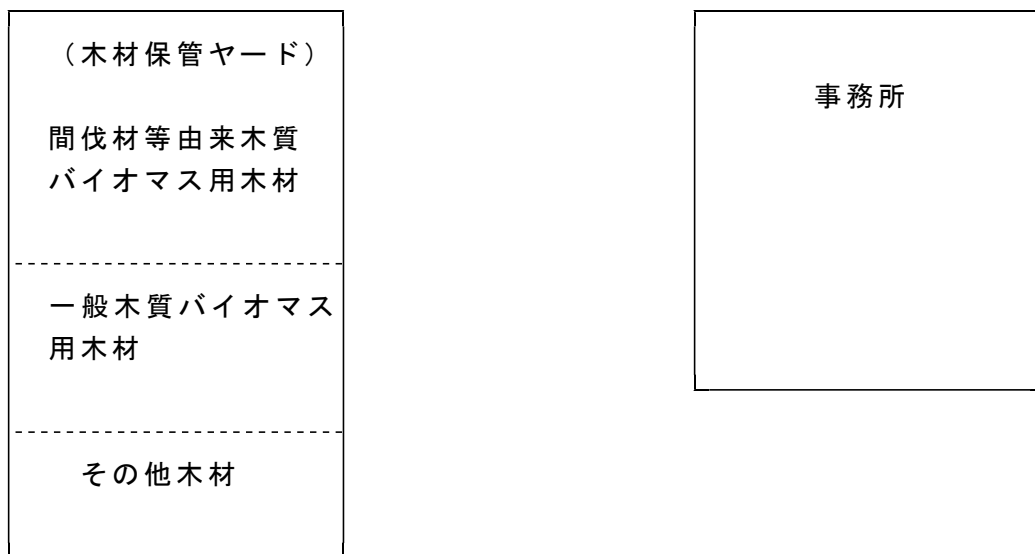 （木材保管ヤード）
間伐材等由来木質
バイオマス用木材
一般木質バイオマス
用木材
その他木材
事務所